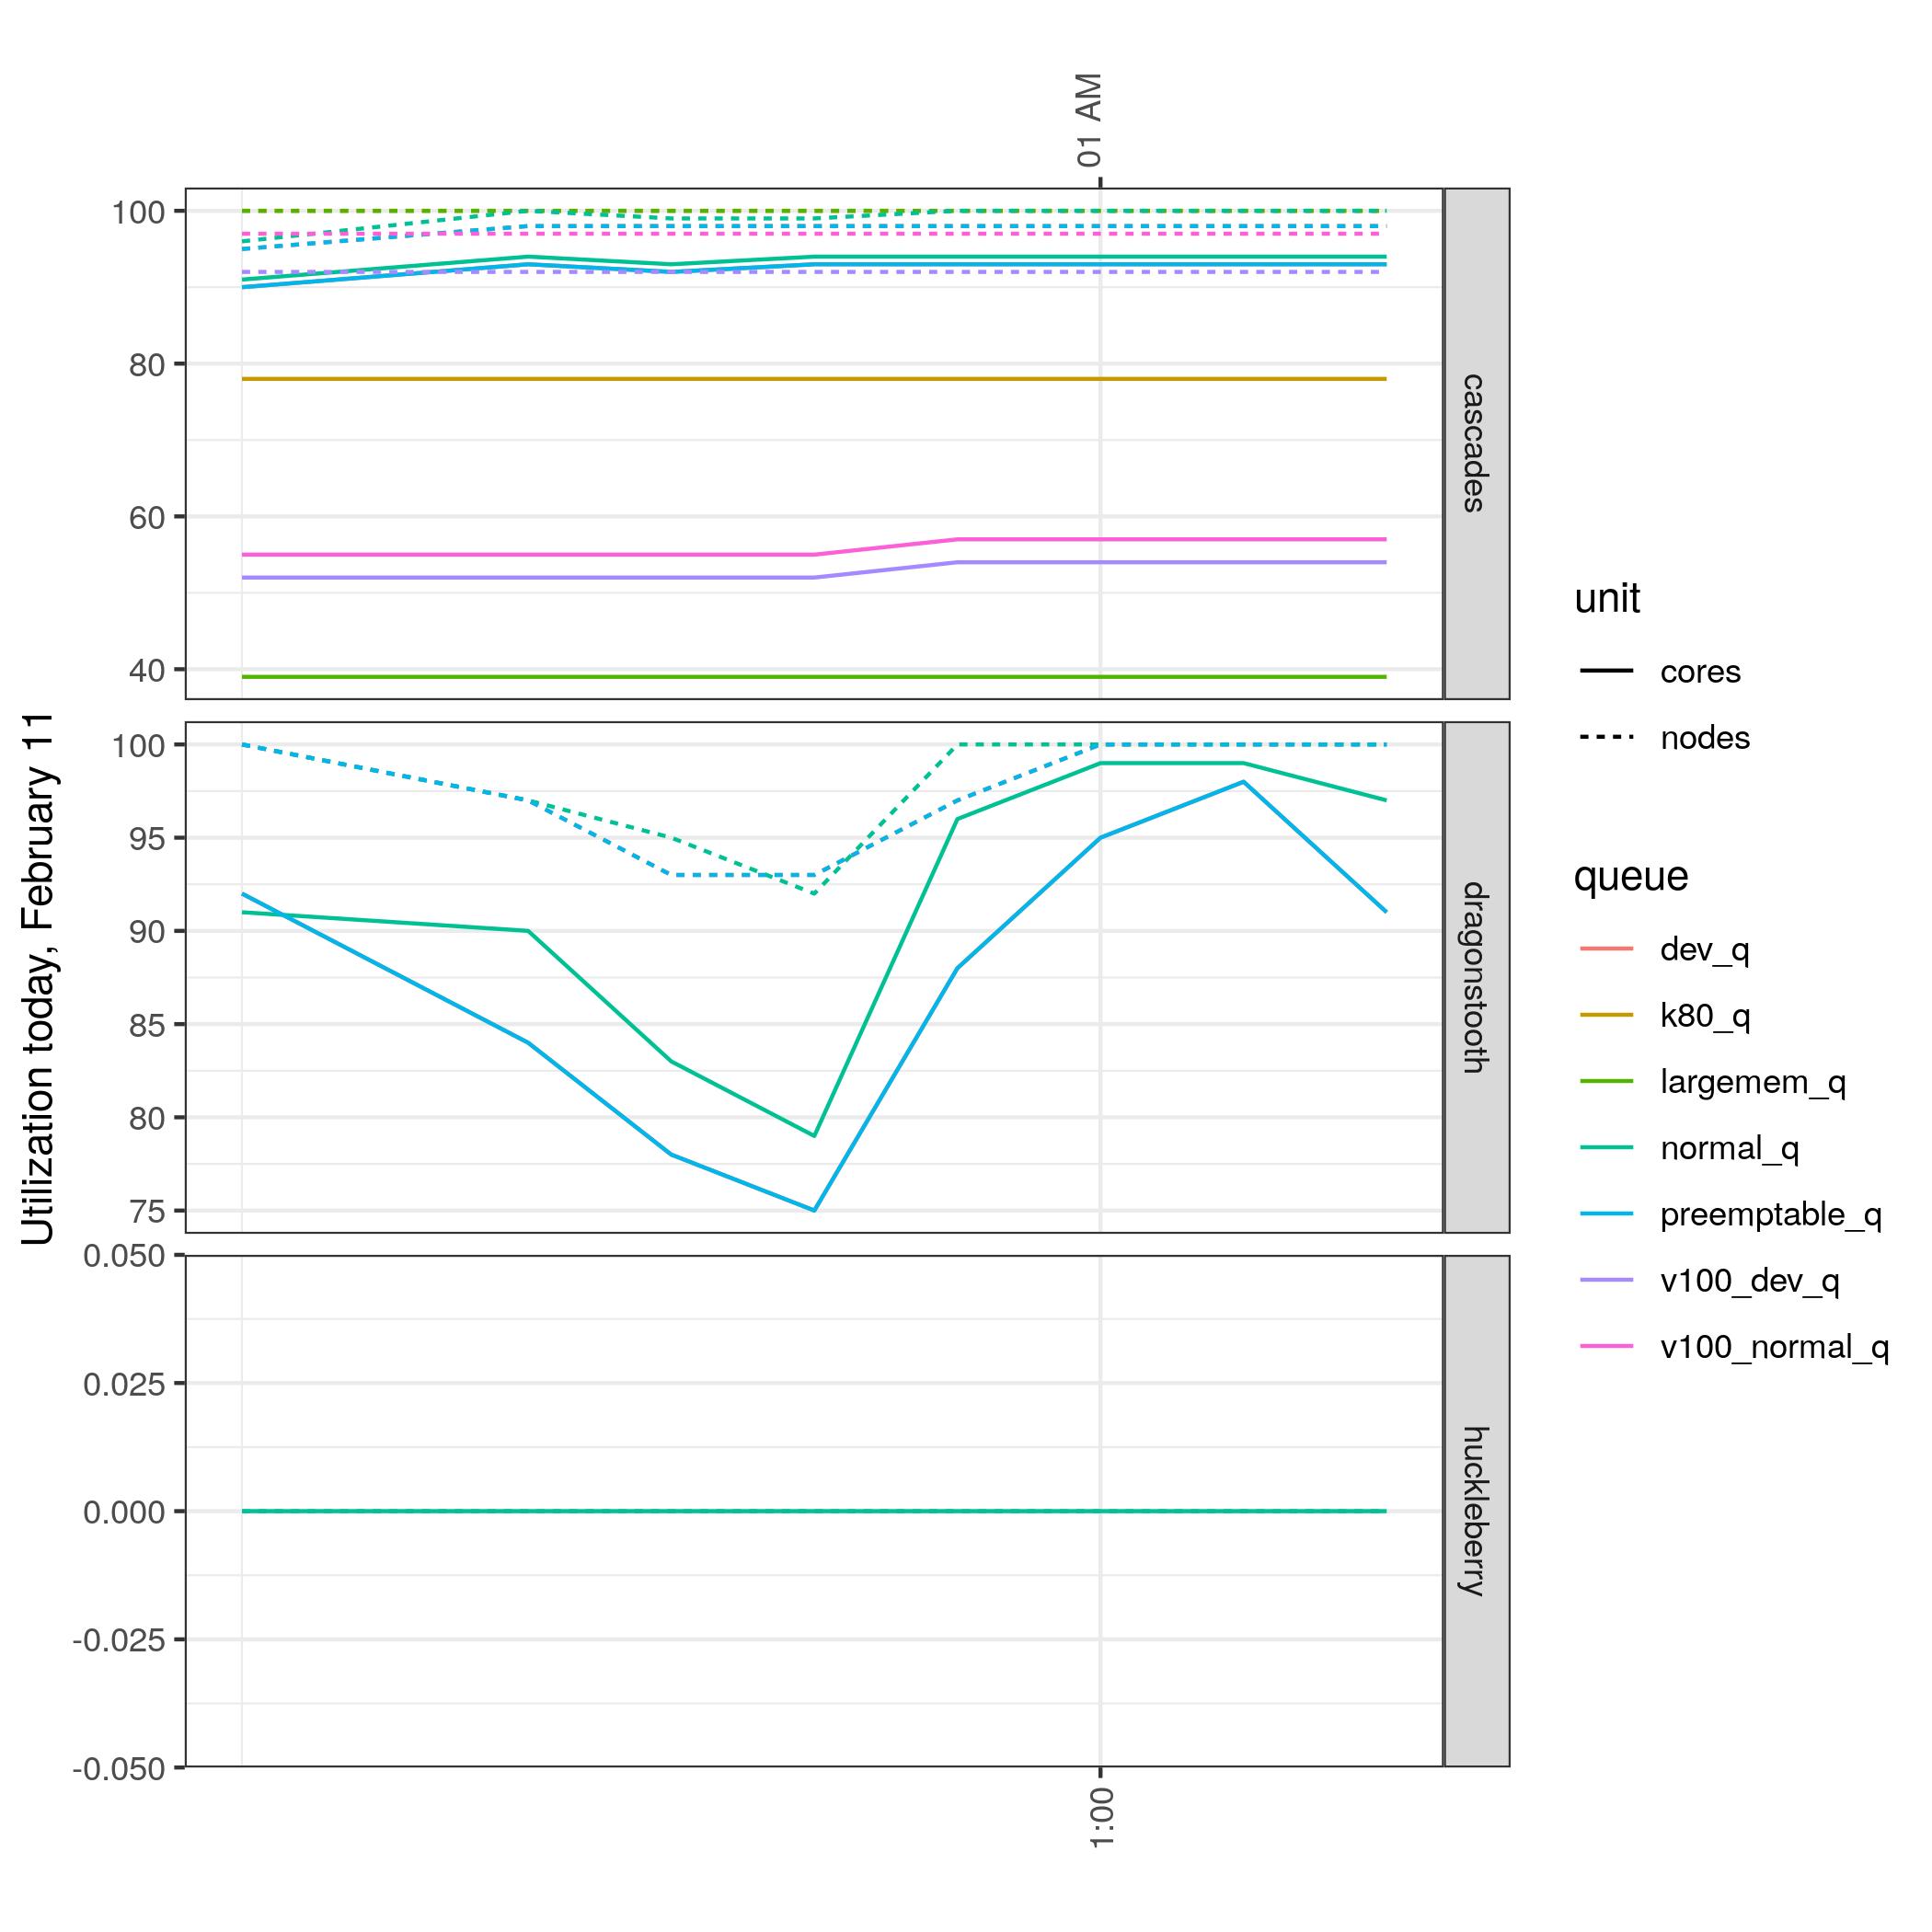 01 AM
100
80
60
40
cascades
100
95
90
85
80
75
dragonstooth
0.050
0.025
0.000
-0.025
-0.050
huckleberry
1:00
Utilization today, February 11
unit
cores
nodes
queue
dev_q
k80_q
largemem_q
normal_q
preemptable_q
v100_dev_q
v100_normal_q